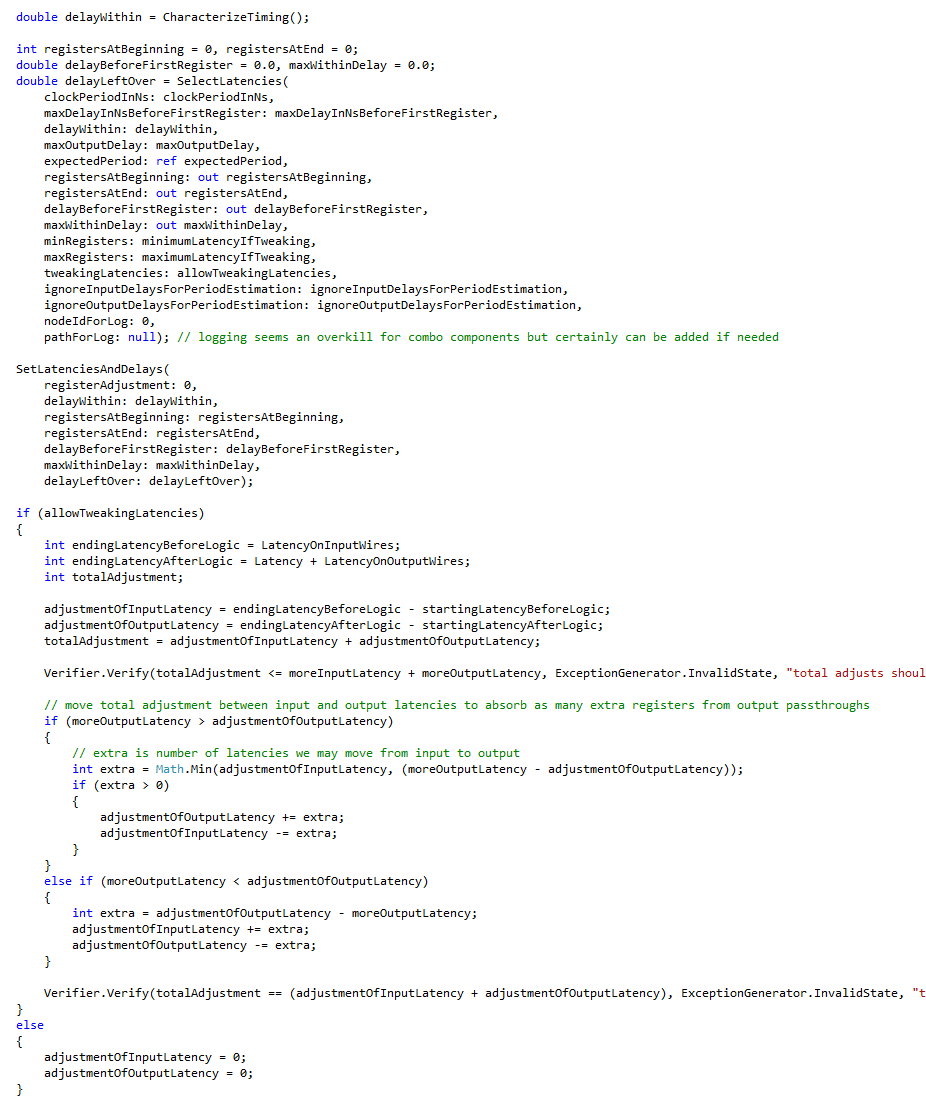 double delayWithin = CharacterizeTiming();

int registersAtBeginning = 0, registersAtEnd = 0;
double delayBeforeFirstRegister = 0.0, maxWithinDelay = 0.0;
double delayLeftOver = SelectLatencies(
    clockPeriodInNs: clockPeriodInNs,
    maxDelayInNsBeforeFirstRegister: maxDelayInNsBeforeFirstRegister,
    delayWithin: delayWithin,
    maxOutputDelay: maxOutputDelay,
    expectedPeriod: ref expectedPeriod,
    registersAtBeginning: out registersAtBeginning,
    registersAtEnd: out registersAtEnd,
    delayBeforeFirstRegister: out delayBeforeFirstRegister,
    maxWithinDelay: out maxWithinDelay,
    minRegisters: minimumLatencyIfTweaking,
    maxRegisters: maximumLatencyIfTweaking,
    tweakingLatencies: allowTweakingLatencies,
    ignoreInputDelaysForPeriodEstimation: ignoreInputDelaysForPeriodEstimation,
    ignoreOutputDelaysForPeriodEstimation: ignoreOutputDelaysForPeriodEstimation,
    nodeIdForLog: 0,
    pathForLog: null); // logging seems an overkill for combo components but certainly can be added if needed

SetLatenciesAndDelays(
    registerAdjustment: 0,
    delayWithin: delayWithin,
    registersAtBeginning: registersAtBeginning,
    registersAtEnd: registersAtEnd,
    delayBeforeFirstRegister: delayBeforeFirstRegister,
    maxWithinDelay: maxWithinDelay,
    delayLeftOver: delayLeftOver);

if (allowTweakingLatencies)
{
    int endingLatencyBeforeLogic = LatencyOnInputWires;
    int endingLatencyAfterLogic = Latency + LatencyOnOutputWires;
    int totalAdjustment;

    adjustmentOfInputLatency = endingLatencyBeforeLogic - startingLatencyBeforeLogic;
    adjustmentOfOutputLatency = endingLatencyAfterLogic - startingLatencyAfterLogic;
    totalAdjustment = adjustmentOfInputLatency + adjustmentOfOutputLatency;

    Verifier.Verify(totalAdjustment <= moreInputLatency + moreOutputLatency, ExceptionGenerator.InvalidState, "total adjusts shoul

    // move total adjustment between input and output latencies to absorb as many extra registers from output passthroughs
    if (moreOutputLatency > adjustmentOfOutputLatency)
    {
        // extra is number of latencies we may move from input to output
        int extra = Math.Min(adjustmentOfInputLatency, (moreOutputLatency - adjustmentOfOutputLatency));
        if (extra > 0)
        {
            adjustmentOfOutputLatency += extra;
            adjustmentOfInputLatency -= extra;
        }
    }
    else if (moreOutputLatency < adjustmentOfOutputLatency)
    {
        int extra = adjustmentOfOutputLatency - moreOutputLatency;
        adjustmentOfInputLatency += extra;
        adjustmentOfOutputLatency -= extra;
    }

    Verifier.Verify(totalAdjustment == (adjustmentOfInputLatency + adjustmentOfOutputLatency), ExceptionGenerator.InvalidState, "t
}
else
{
    adjustmentOfInputLatency = 0;
    adjustmentOfOutputLatency = 0;
}